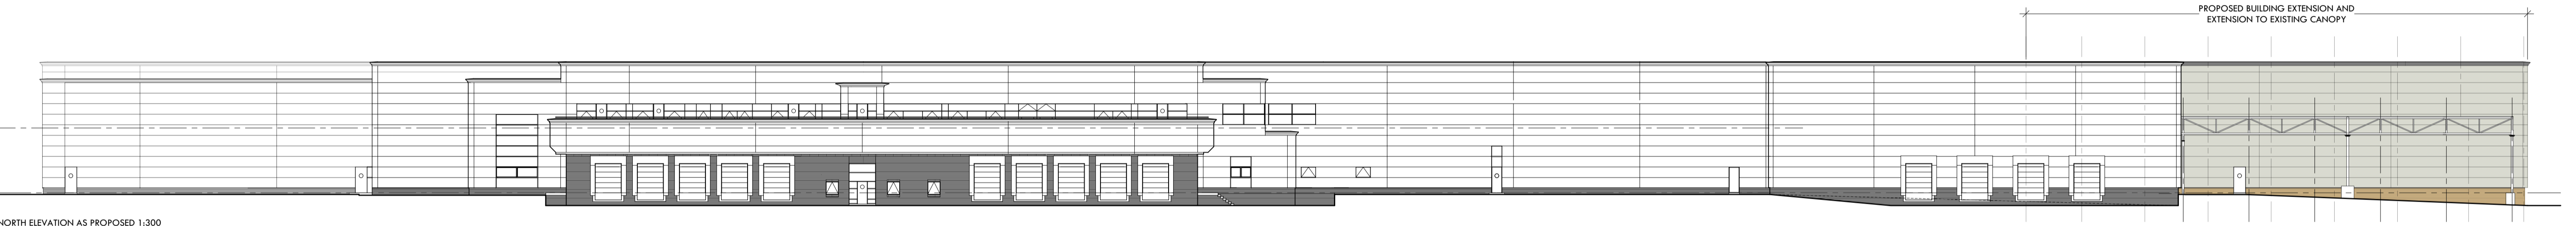 PROPOSED BUILDING EXTENSION AND
EXTENSION TO EXISTING CANOPY
NORTH ELEVATION AS PROPOSED 1:300